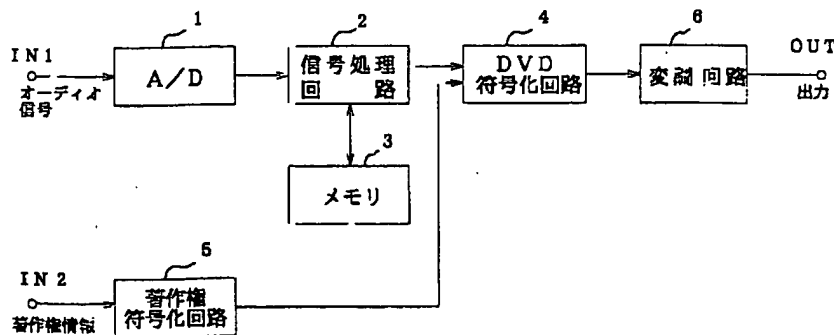 1
2
4
6
IN1
OUT
A/D
信号処理
回路
DVD
符号化回路
変調回路
オーディオ
信号
出力
3
メモリ
5
IN2
著作権
符号化回路
著作権情報